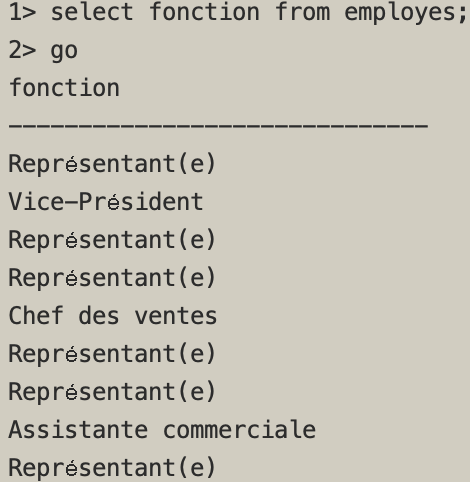 1> select fonction from employes;
2> go
fonction
------------------------------
Représentant(e)
Vice-Président
Représentant(e)
Représentant(e)
Chef des ventes
Représentant(e)
Représentant(e)
Assistante commerciale
Représentant(e)